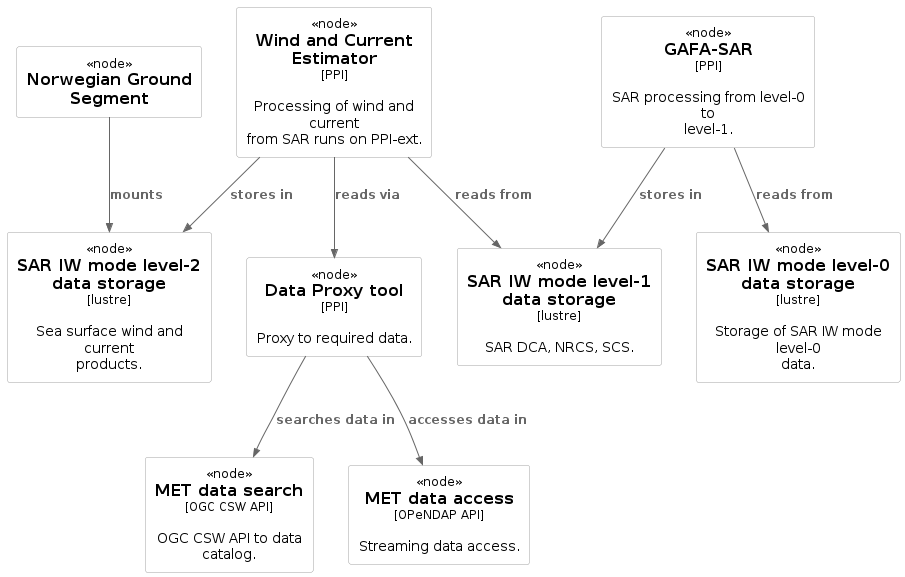 «node»
Norwegian Ground
Segment
«node»
Wind and Current
Estimator
[PPI]
Processing of wind and
current
from SAR runs on PPI-ext.
«node»
GAFA-SAR
[PPI]
SAR processing from level-0
to
level-1.
mounts
stores in
reads via
reads from
stores in
reads from
«node»
SAR IW mode level-2
data storage
[lustre]
Sea surface wind and
current
products.
«node»
Data Proxy tool
[PPI]
Proxy to required data.
«node»
SAR IW mode level-1
data storage
[lustre]
SAR DCA, NRCS, SCS.
«node»
SAR IW mode level-0
data storage
[lustre]
Storage of SAR IW mode
level-0
data.
searches data in
accesses data in
«node»
MET data search
[OGC CSW API]
OGC CSW API to data
catalog.
«node»
MET data access
[OPeNDAP API]
Streaming data access.